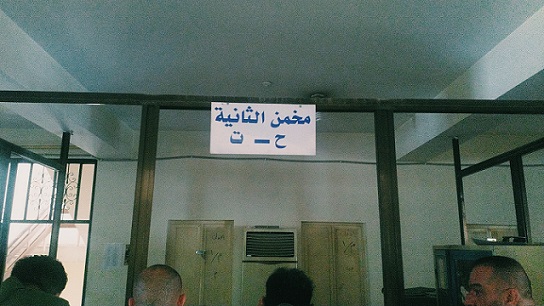 مخمن الثانية
ح – ت